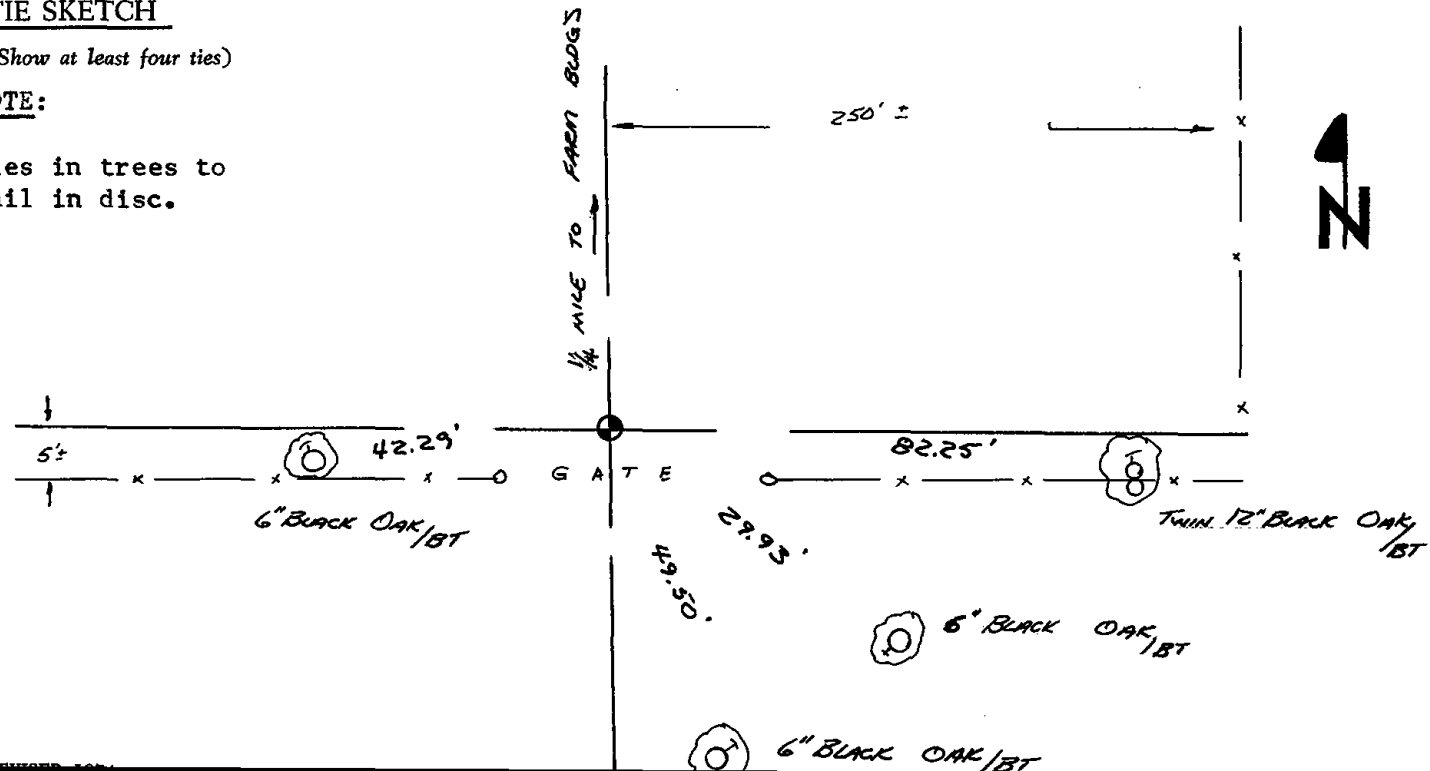 TIE SKETCH
(Show at least four ties)
NOTE:
ies in trees to
ail in disc.
1/4 MILE TO FARM BLDGS
250' ±
N
5'±
42.29'
82.25'
GATE
6" BLACK OAK/BT
TWIN 12" BLACK OAK/BT
29.93'
49.50'
6" BLACK OAK/BT
6" BLACK OAK/BT